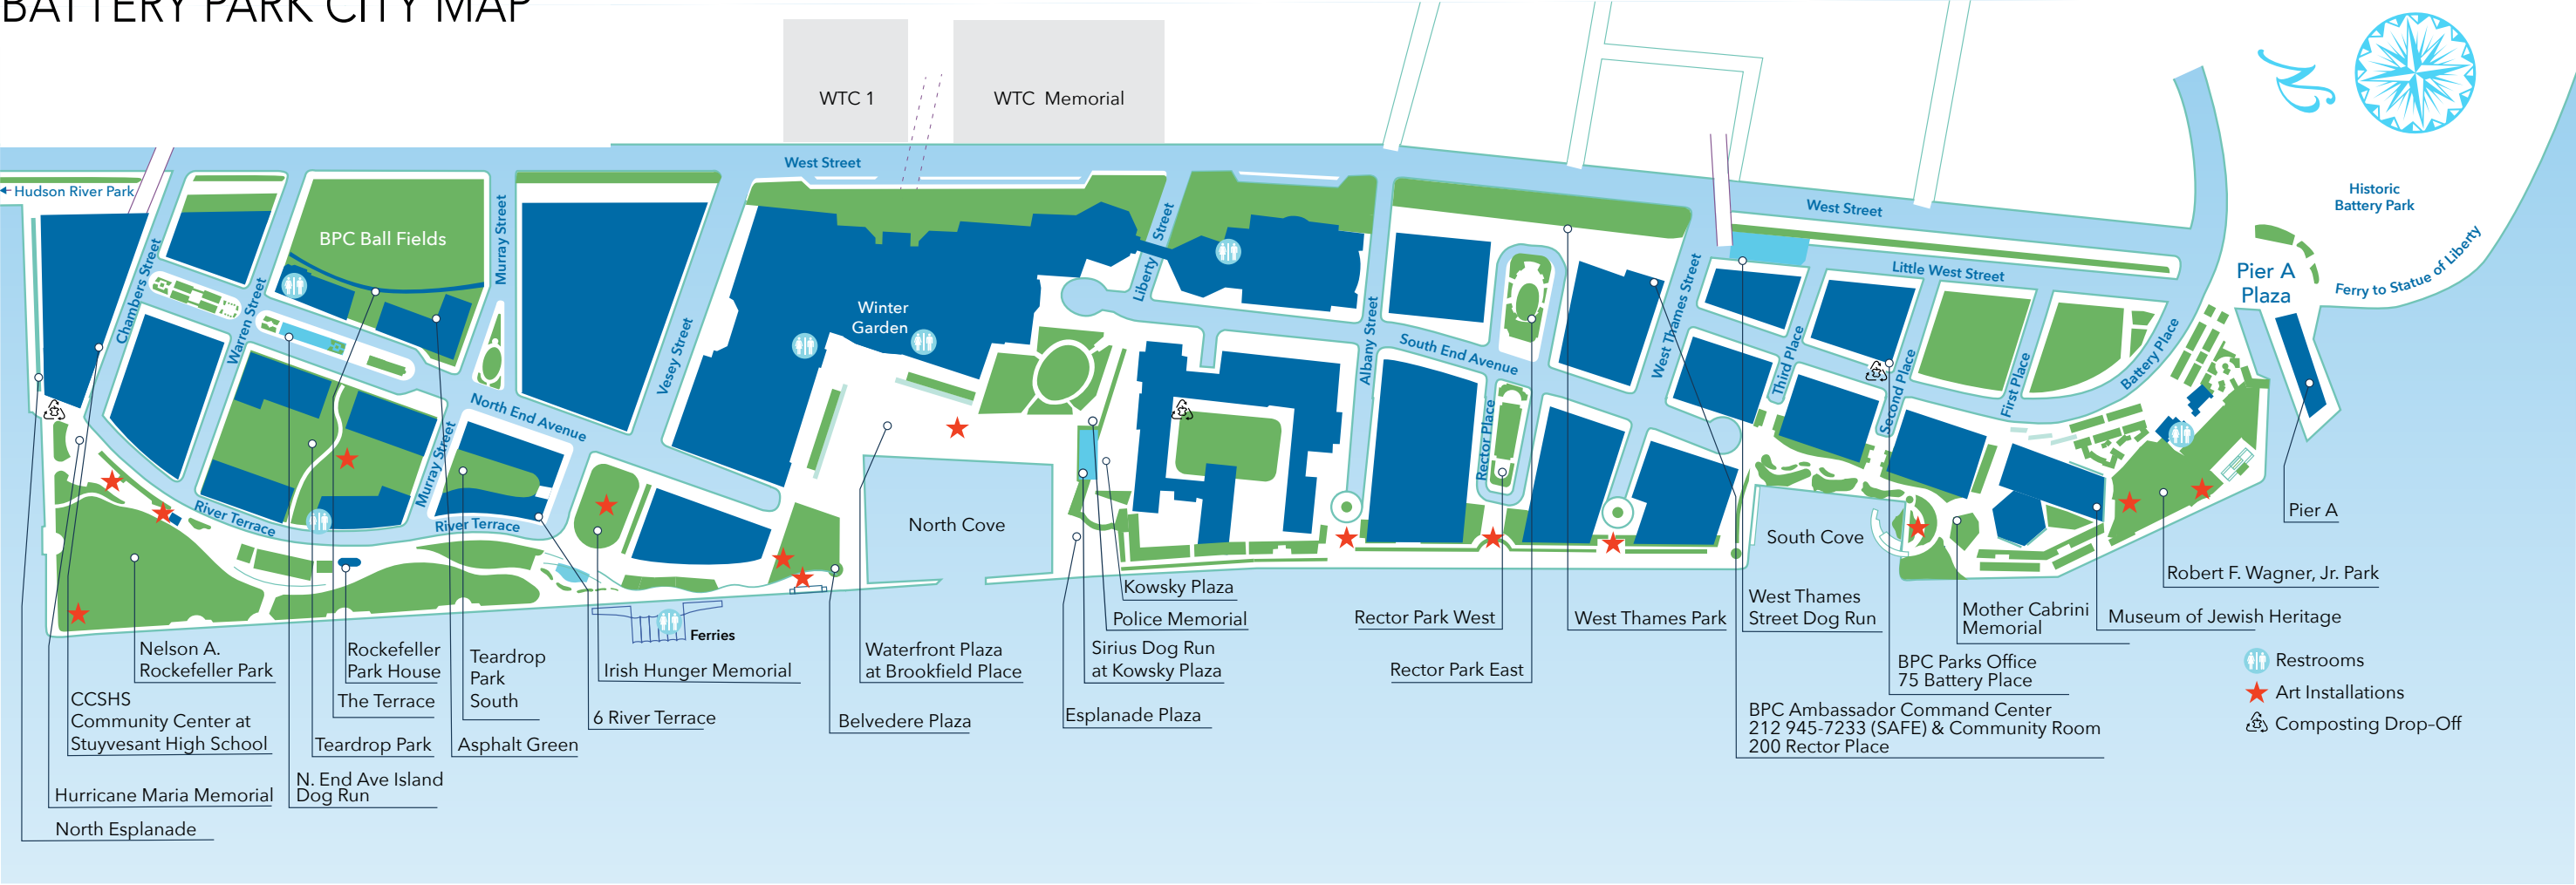 BATTERY PARK CITY MAP
WTC 1
WTC Memorial
N
West Street
Hudson River Park
Historic
Battery Park
West Street
BPC Ball Fields
Murray Street
Chambers Street
Warren Street
Liberty Street
Little West Street
Pier A
Plaza
Ferry to Statue of Liberty
Winter
Garden
Vesey Street
Albany Street
South End Avenue
West Thames Street
Third Place
Second Place
First Place
Battery Place
North End Avenue
Murray Street
Rector Place
River Terrace
River Terrace
North Cove
South Cove
Pier A
Ferries
Kowsky Plaza
Police Memorial
Sirius Dog Run
at Kowsky Plaza
Esplanade Plaza
Rector Park West
Rector Park East
West Thames Park
West Thames
Street Dog Run
Mother Cabrini
Memorial
Robert F. Wagner, Jr. Park
Museum of Jewish Heritage
BPC Parks Office
75 Battery Place
BPC Ambassador Command Center
212 945-7233 (SAFE) & Community Room
200 Rector Place
Nelson A.
Rockefeller Park
Rockefeller
Park House
The Terrace
Teardrop
Park
South
Irish Hunger Memorial
6 River Terrace
Waterfront Plaza
at Brookfield Place
Belvedere Plaza
CCSHS
Community Center at
Stuyvesant High School
Teardrop Park
Asphalt Green
N. End Ave Island
Dog Run
Hurricane Maria Memorial
North Esplanade
Restrooms
Art Installations
Composting Drop-Off